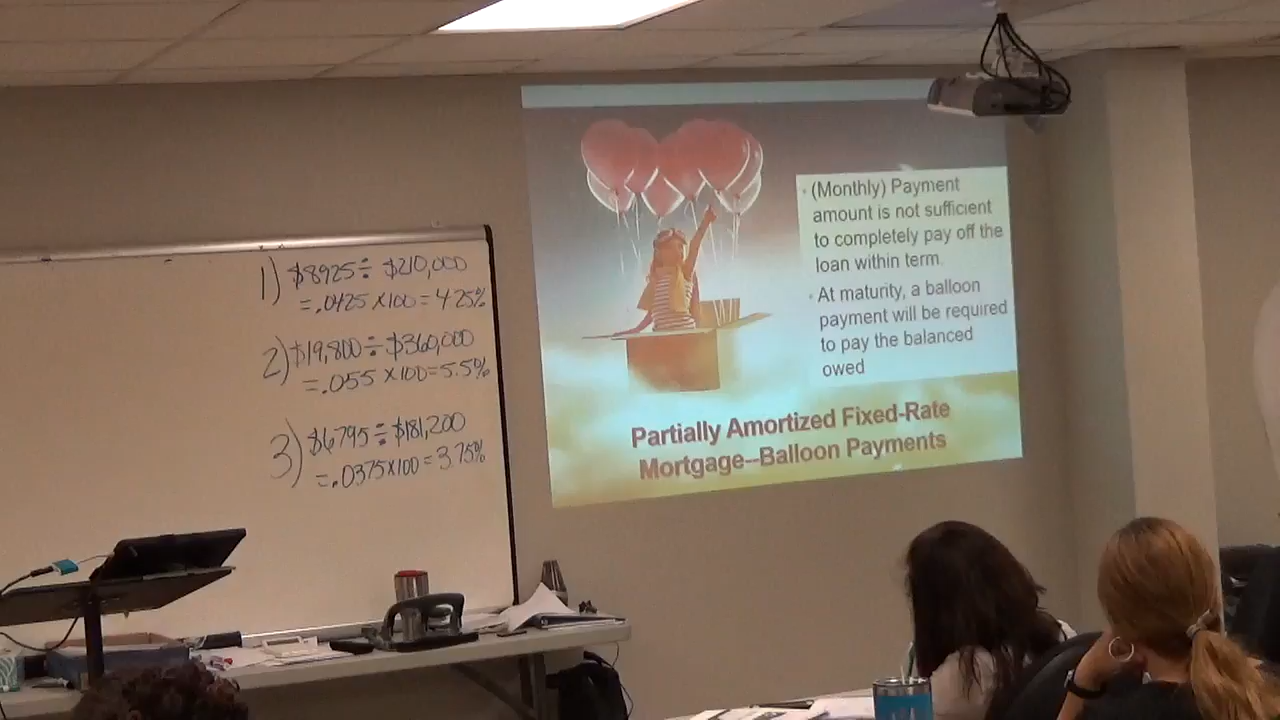 1) $8925 ÷ $210,000
= .0425 X100 = 4.25%
2) $19,800 ÷ $360,000
= .055 X100 = 5.5%
3) $6795 ÷ $181,200
= .0375 X100 = 3.75%
• (Monthly) Payment
amount is not sufficient
to completely pay off the
loan within term.
• At maturity, a balloon
payment will be required
to pay the balanced
owed
Partially Amortized Fixed-Rate
Mortgage--Balloon Payments